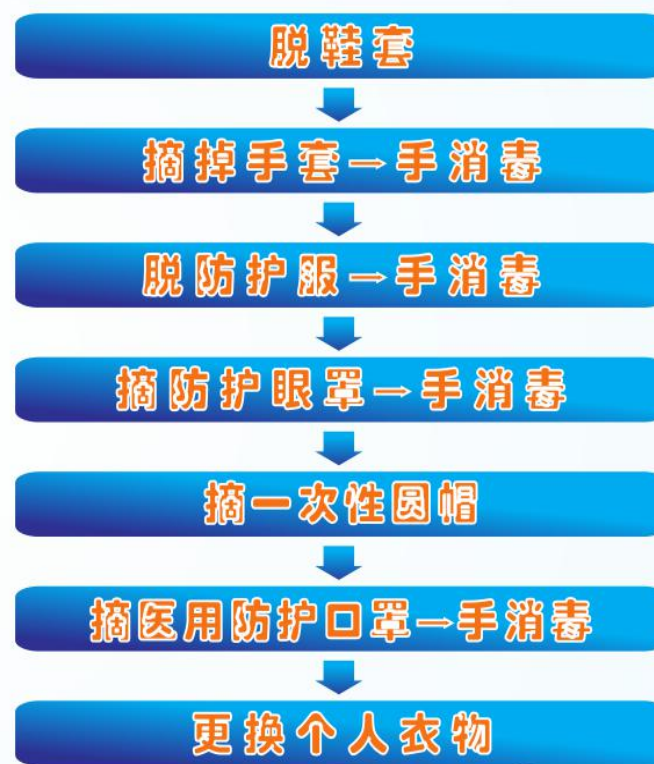 脱鞋套
摘掉手套→手消毒
脱防护服→手消毒
摘防护眼罩→手消毒
摘一次性圆帽
摘医用防护口罩→手消毒
更换个人衣物